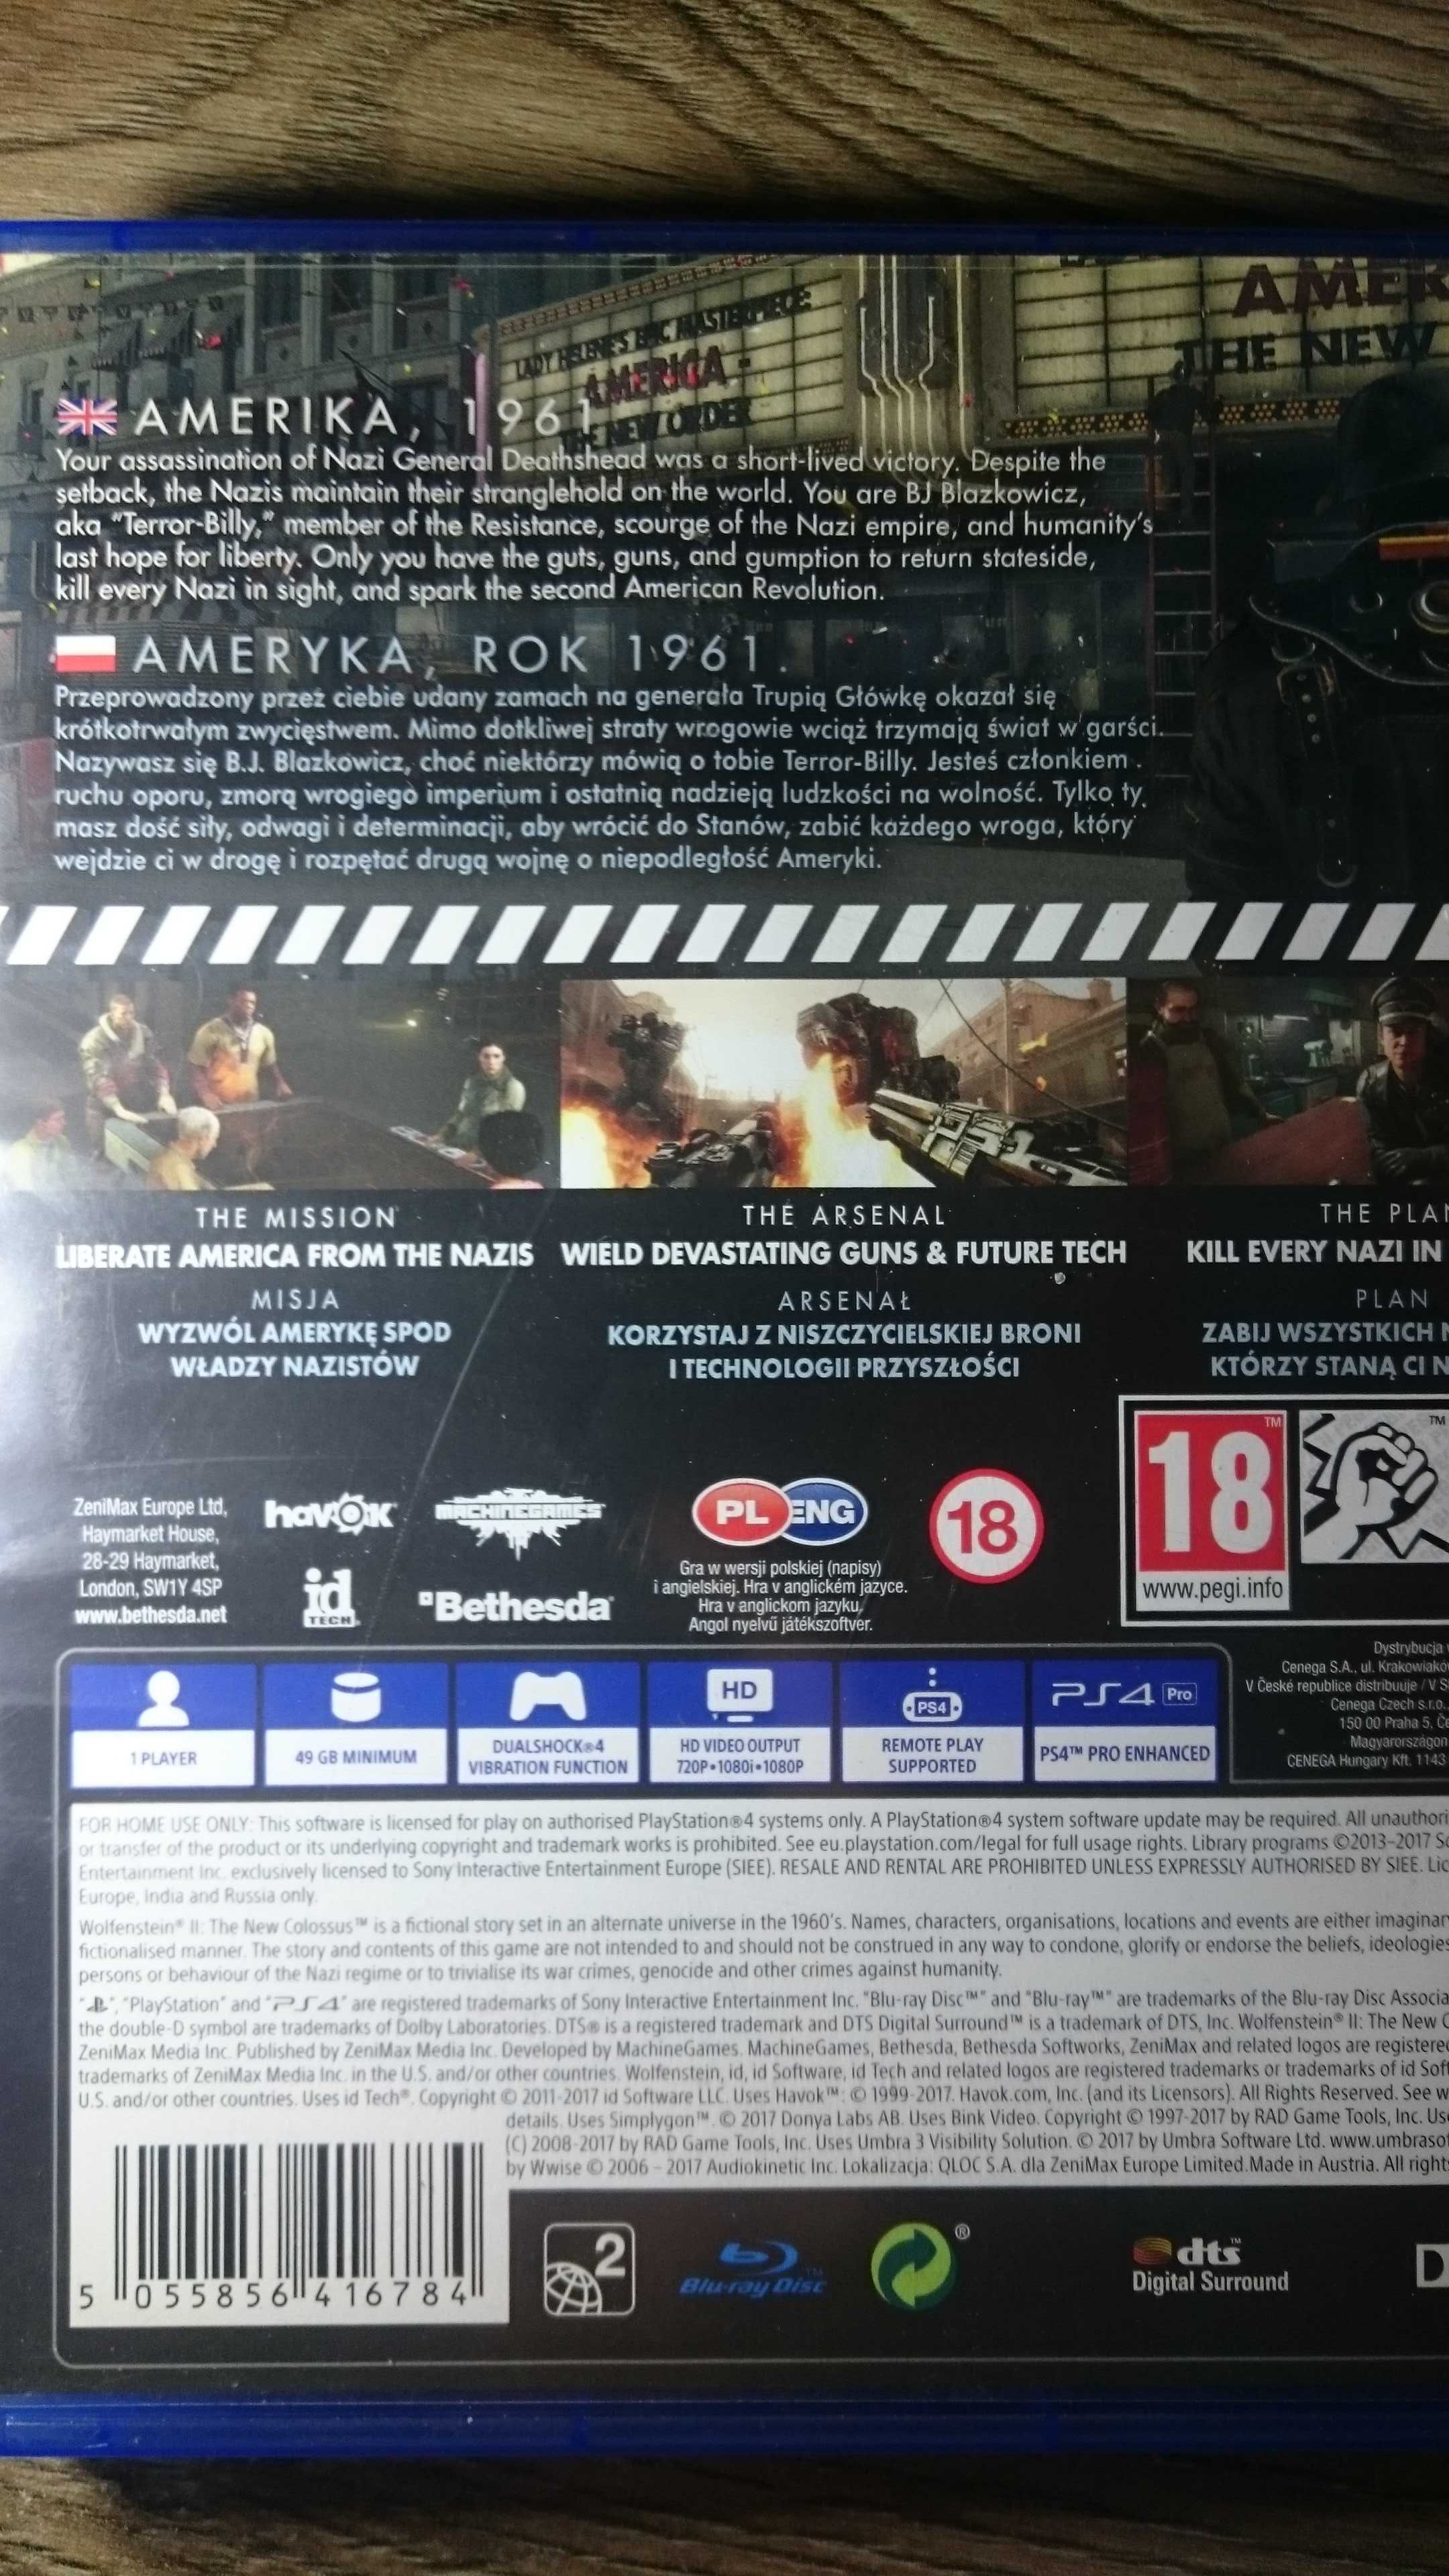 LADY HELENE'S EPIC MASTERPIECE:
AMERICA -
THE NEW ORDER
AMER
THE NEW
AMERIKA, 1961
Your assassination of Nazi General Deathshead was a short-lived victory. Despite the
setback, the Nazis maintain their stranglehold on the world. You are BJ Blazkowicz,
aka "Terror-Billy," member of the Resistance, scourge of the Nazi empire, and humanity's
last hope for liberty. Only you have the guts, guns, and gumption to return stateside,
kill every Nazi in sight, and spark the second American Revolution.
AMERYKA, ROK 1961.
Przeprowadzony przez ciebie udany zamach na generała Trupią Główkę okazał się
krótkotrwałym zwycięstwem. Mimo dotkliwej straty wrogowie wciąż trzymają świat w garści.
Nazywasz się B.J. Blazkowicz, choć niektórzy mówią o tobie Terror-Billy. Jesteś członkiem
ruchu oporu, zmorą wrogiego imperium i ostatnią nadzieją ludzkości na wolność. Tylko ty
masz dość siły, odwagi i determinacji, aby wrócić do Stanów, zabić każdego wroga, który
wejdzie ci w drogę i rozpętać drugą wojnę o niepodległość Ameryki.
THE MISSION
LIBERATE AMERICA FROM THE NAZIS
MISJA
WYZWÓL AMERYKĘ SPOD
WŁADZY NAZISTÓW
THE ARSENAL
WIELD DEVASTATING GUNS & FUTURE TECH
ARSENAŁ
KORZYSTAJ Z NISZCZYCIELSKIEJ BRONI
I TECHNOLOGII PRZYSZŁOŚCI
THE PLAN
KILL EVERY NAZI IN
PLAN
ZABIJ WSZYSTKICH N
KTÓRZY STANĄ CI N
ZeniMax Europe Ltd,
Haymarket House,
28-29 Haymarket,
London, SW1Y 4SP
www.bethesda.net
havok
MACHINEGAMES
id
TECH
Bethesda
PL ENG
Gra w wersji polskiej (napisy)
i angielskiej. Hra v anglickém jazyce.
Hra v anglickom jazyku.
Angol nyelvű játékszoftver.
18
18 ™
www.pegi.info
™
1 PLAYER
49 GB MINIMUM
DUALSHOCK®4
VIBRATION FUNCTION
HD
HD VIDEO OUTPUT
720P•1080i•1080P
PS4
REMOTE PLAY
SUPPORTED
PS4 Pro
PS4™ PRO ENHANCED
Dystrybucja
Cenega S.A., ul. Krakowiakó
V České republice distribuuje / V S
Cenega Czech s.r.o.
150 00 Praha 5, Če
Magyarországon
CENEGA Hungary Kft. 1143
FOR HOME USE ONLY: This software is licensed for play on authorised PlayStation®4 systems only. A PlayStation®4 system software update may be required. All unauthori
or transfer of the product or its underlying copyright and trademark works is prohibited. See eu.playstation.com/legal for full usage rights. Library programs ©2013–2017 So
Entertainment Inc. exclusively licensed to Sony Interactive Entertainment Europe (SIEE). RESALE AND RENTAL ARE PROHIBITED UNLESS EXPRESSLY AUTHORISED BY SIEE. Lic
Europe, India and Russia only.
Wolfenstein® II: The New Colossus™ is a fictional story set in an alternate universe in the 1960's. Names, characters, organisations, locations and events are either imaginar
fictionalised manner. The story and contents of this game are not intended to and should not be construed in any way to condone, glorify or endorse the beliefs, ideologies
persons or behaviour of the Nazi regime or to trivialise its war crimes, genocide and other crimes against humanity.
"PS", "PlayStation" and "PS4" are registered trademarks of Sony Interactive Entertainment Inc. "Blu-ray Disc™" and "Blu-ray™" are trademarks of the Blu-ray Disc Associa
the double-D symbol are trademarks of Dolby Laboratories. DTS® is a registered trademark and DTS Digital Surround™ is a trademark of DTS, Inc. Wolfenstein® II: The New C
ZeniMax Media Inc. Published by ZeniMax Media Inc. Developed by MachineGames. MachineGames, Bethesda, Bethesda Softworks, ZeniMax and related logos are registered
trademarks of ZeniMax Media Inc. in the U.S. and/or other countries. Wolfenstein, id, id Software, id Tech and related logos are registered trademarks or trademarks of id Soft
U.S. and/or other countries. Uses id Tech®. Copyright © 2011-2017 id Software LLC. Uses Havok™: © 1999-2017. Havok.com, Inc. (and its Licensors). All Rights Reserved. See w
details. Uses Simplygon™, © 2017 Donya Labs AB. Uses Bink Video. Copyright © 1997-2017 by RAD Game Tools, Inc. Us
(C) 2008-2017 by RAD Game Tools, Inc. Uses Umbra 3 Visibility Solution. © 2017 by Umbra Software Ltd. www.umbrasof
by Wwise © 2006 – 2017 Audiokinetic Inc. Lokalizacja: QLOC S.A. dla ZeniMax Europe Limited.Made in Austria. All rights
5 055856 416784
2
Blu-ray Disc™
®
dts™
Digital Surround
D